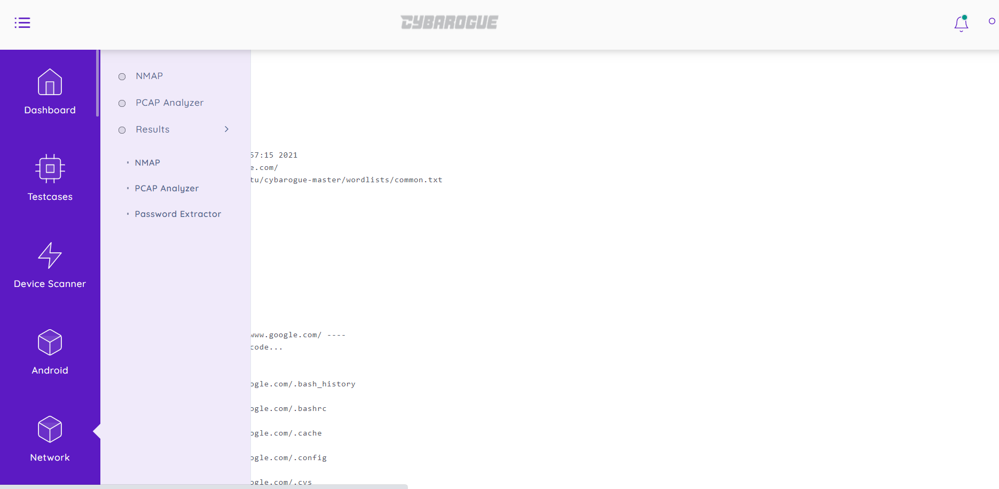 CYBAROGUE
Dashboard
Testcases
Device Scanner
Android
Network
NMAP
PCAP Analyzer
Results
NMAP
PCAP Analyzer
Password Extractor
57:15 2021
e.com/
tu/cybarogue-master/wordlists/common.txt
www.google.com/ ----
code...
ogle.com/.bash_history
ogle.com/.bashrc
ogle.com/.cache
ogle.com/.config
ogle.com/.cvs